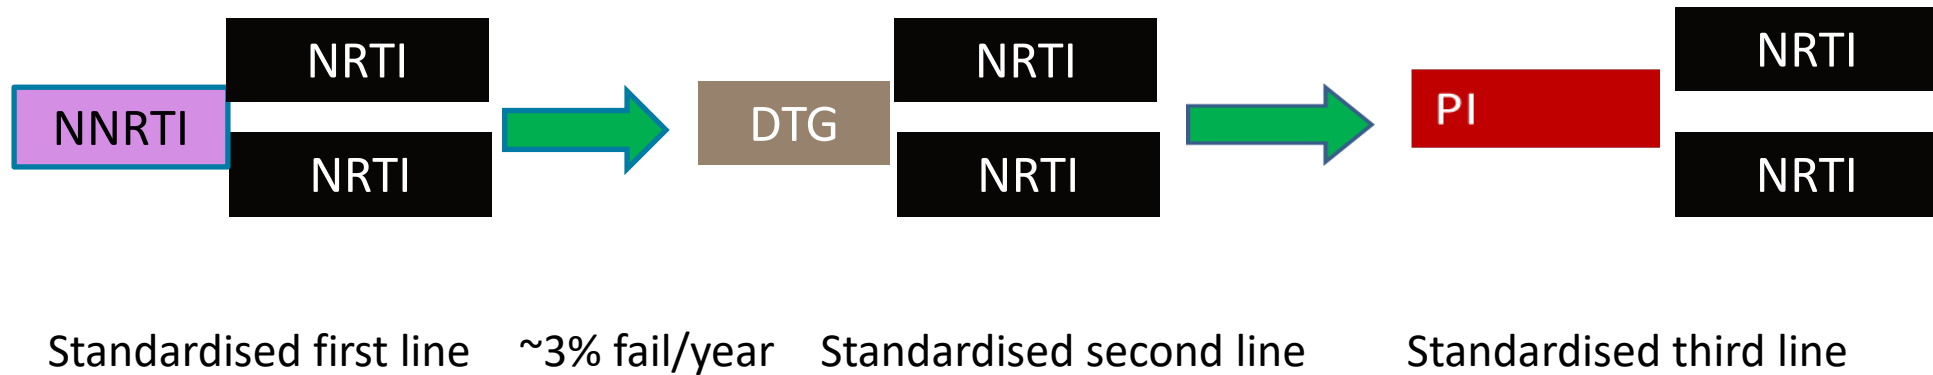 NNRTI
NRTI
NRTI
DTG
NRTI
NRTI
PI
NRTI
NRTI
Standardised first line
~3% fail/year
Standardised second line
Standardised third line